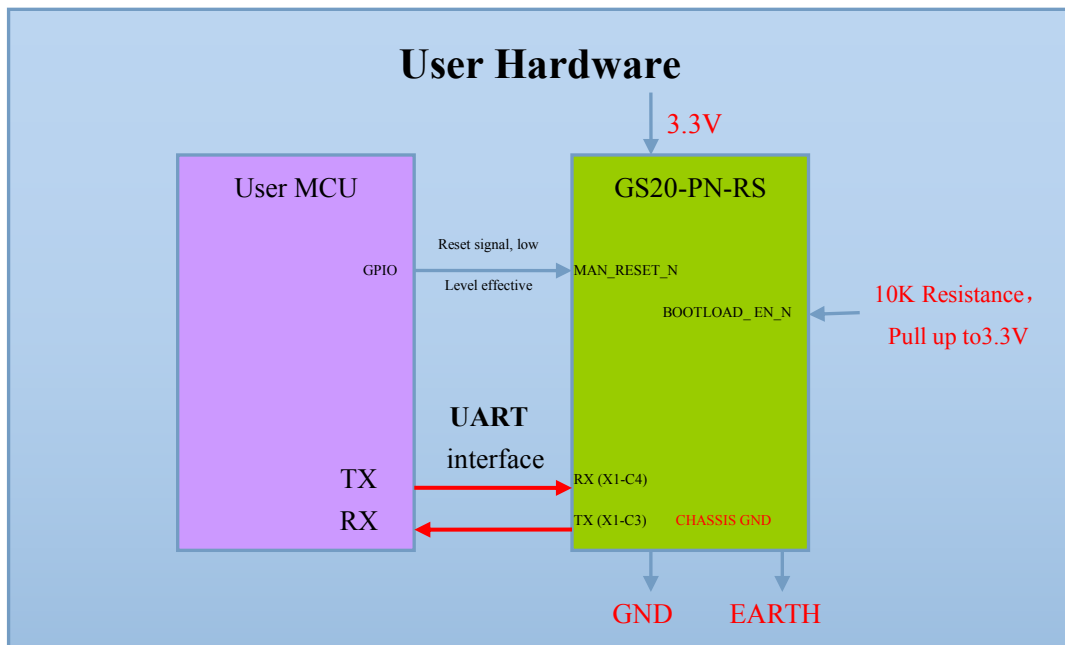 User Hardware
3.3V
User MCU
GS20-PN-RS
Reset signal, low
GPIO
MAN_RESET_N
Level effective
10K Resistance，
BOOTLOAD_ EN_N
Pull up to3.3V
UART
interface
TX
RX (X1-C4)
RX
TX (X1-C3)
CHASSIS GND
GND
EARTH